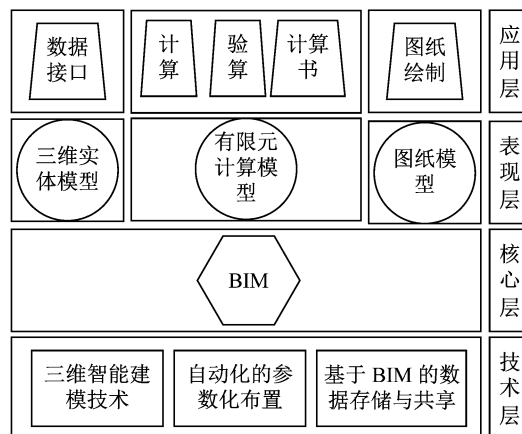 数据
接口
计
算
验
算
计算
书
图纸
绘制
应
用
层
三维实
体模型
有限元
计算模
型
图纸模
型
表
现
层
BIM
核
心
层
三维智能建
模技术
自动化的参
数化布置
基于 BIM 的数
据存储与共享
技
术
层